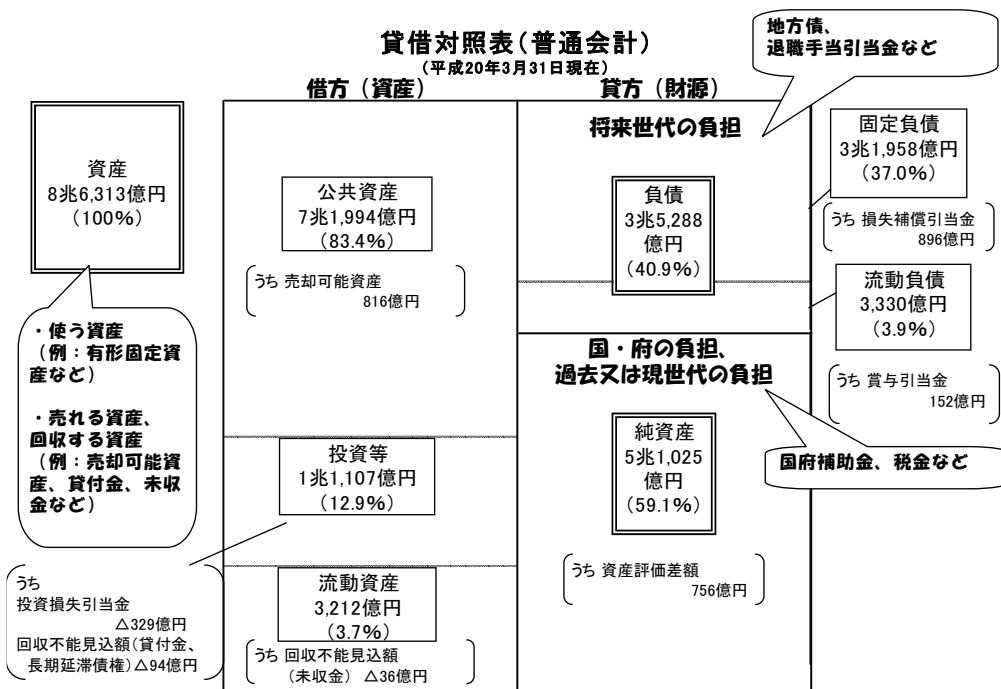 貸借対照表(普通会計)
(平成20年3月31日現在)
地方債、
退職手当引当金など
借方(資産)
貸方(財源)
資産
8兆6,313億円
(100%)
・使う資産
(例:有形固定資
産など)
・売れる資産、
回収する資産
(例:売却可能資
産、貸付金、未収
金など)
公共資産
7兆1,994億円
(83.4%)
うち 売却可能資産
816億円
投資等
1兆1,107億円
(12.9%)
うち
投資損失引当金
△329億円
回収不能見込額(貸付金、
長期延滞債権)△94億円
流動資産
3,212億円
(3.7%)
うち 回収不能見込額
(未収金) △36億円
将来世代の負担
負債
3兆5,288
億円
(40.9%)
固定負債
3兆1,958億円
(37.0%)
うち 損失補償引当金
896億円
流動負債
3,330億円
(3.9%)
うち 賞与引当金
152億円
国・府の負担、
過去又は現世代の負担
純資産
5兆1,025
億円
(59.1%)
国府補助金、税金など
うち 資産評価差額
756億円